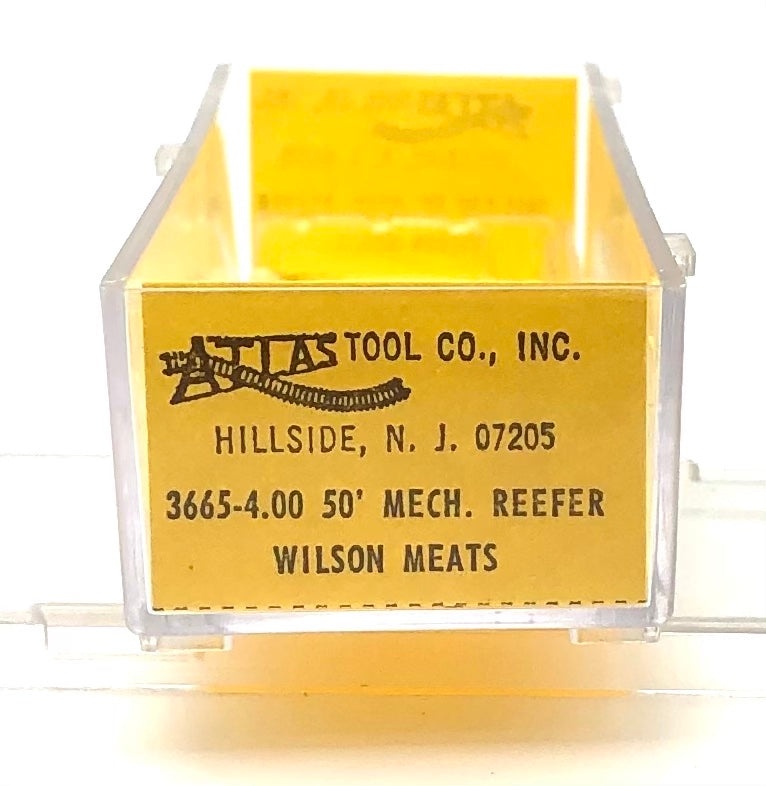 ATLAS TOOL CO., INC.
HILLSIDE, N. J. 07205
3665-4.00 50' MECH. REEFER
WILSON MEATS